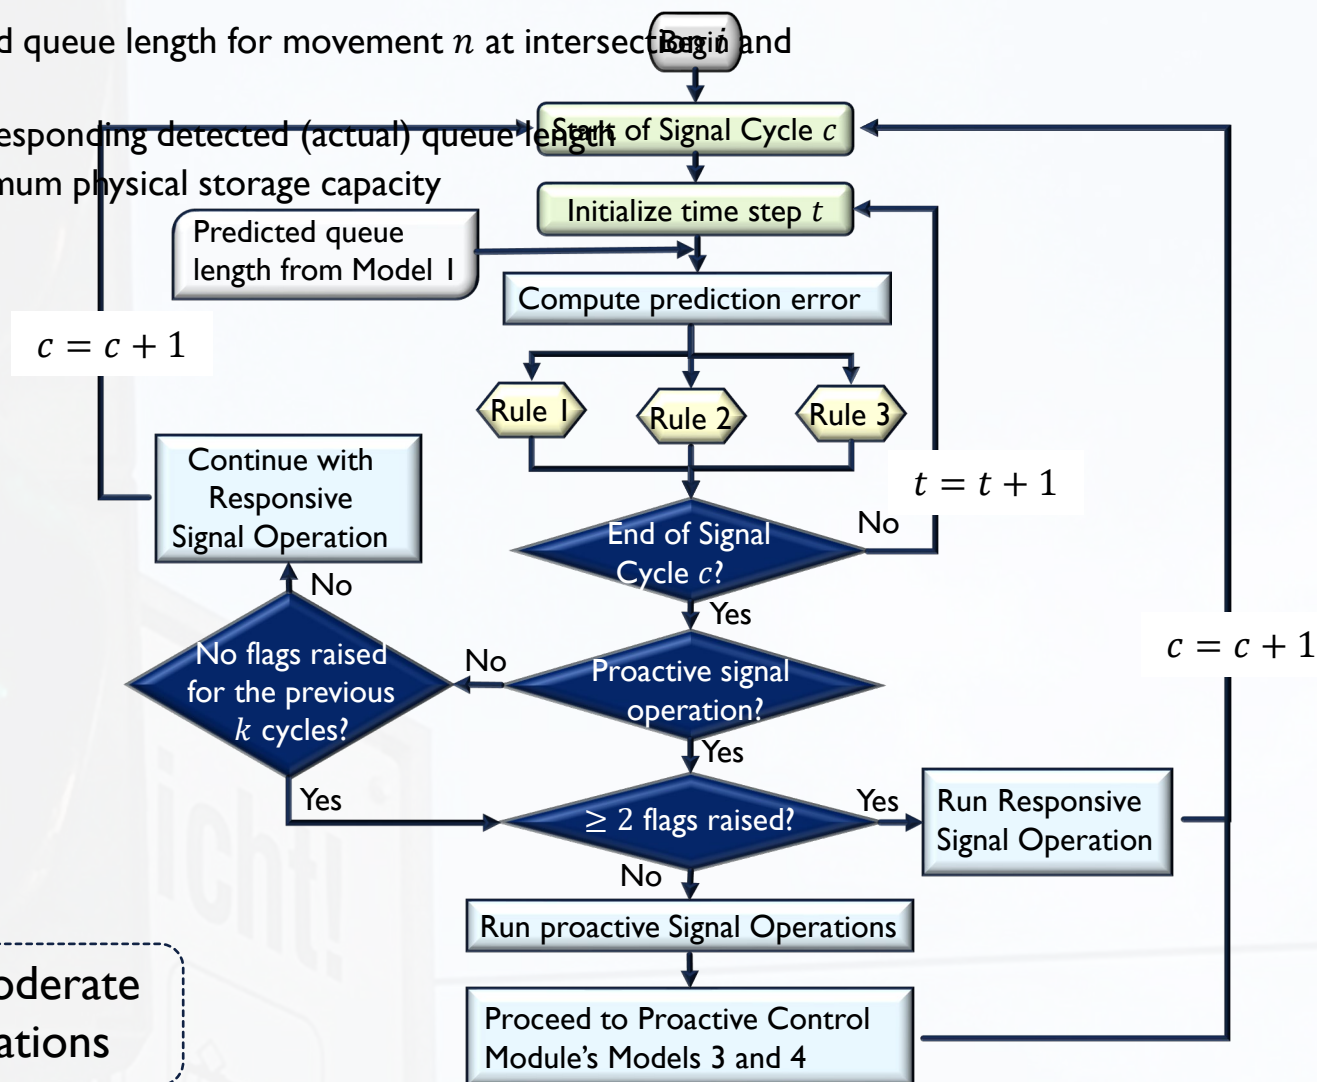 d queue length for movement n at intersection i and
Begin
esponding detected (actual) queue length
Start of Signal Cycle c
mum physical storage capacity
Initialize time step t
Predicted queue
length from Model 1
Compute prediction error
c = c + 1
Rule 1
Rule 2
Rule 3
Continue with
Responsive
Signal Operation
t = t + 1
No
End of Signal
Cycle c?
No
Yes
c = c + 1
No flags raised
for the previous
k cycles?
No
Proactive signal
operation?
Yes
Yes
≥ 2 flags raised?
Yes
Run Responsive
Signal Operation
No
icht!
Run proactive Signal Operations
oderate
ations
Proceed to Proactive Control
Module's Models 3 and 4